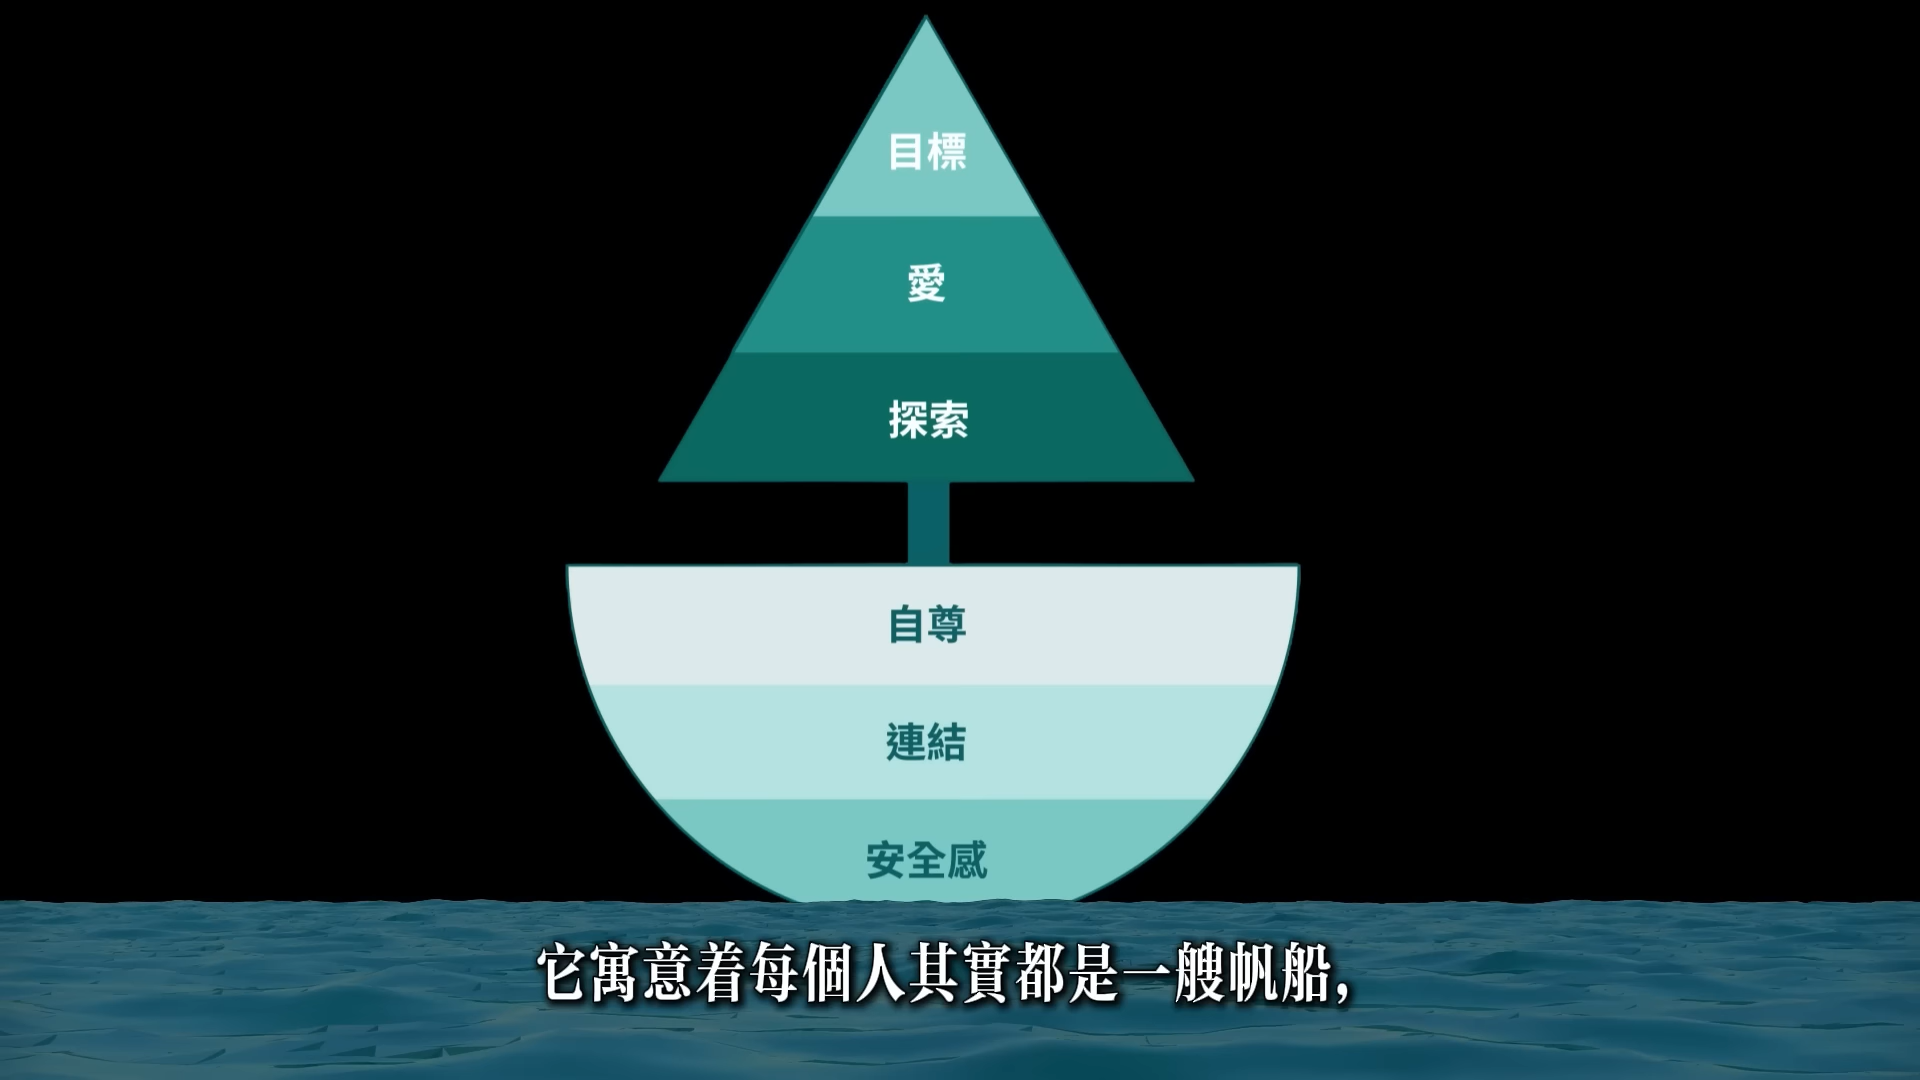 目標
愛
探索
自尊
連結
安全感
它寓意着每個人其實都是一艘帆船,